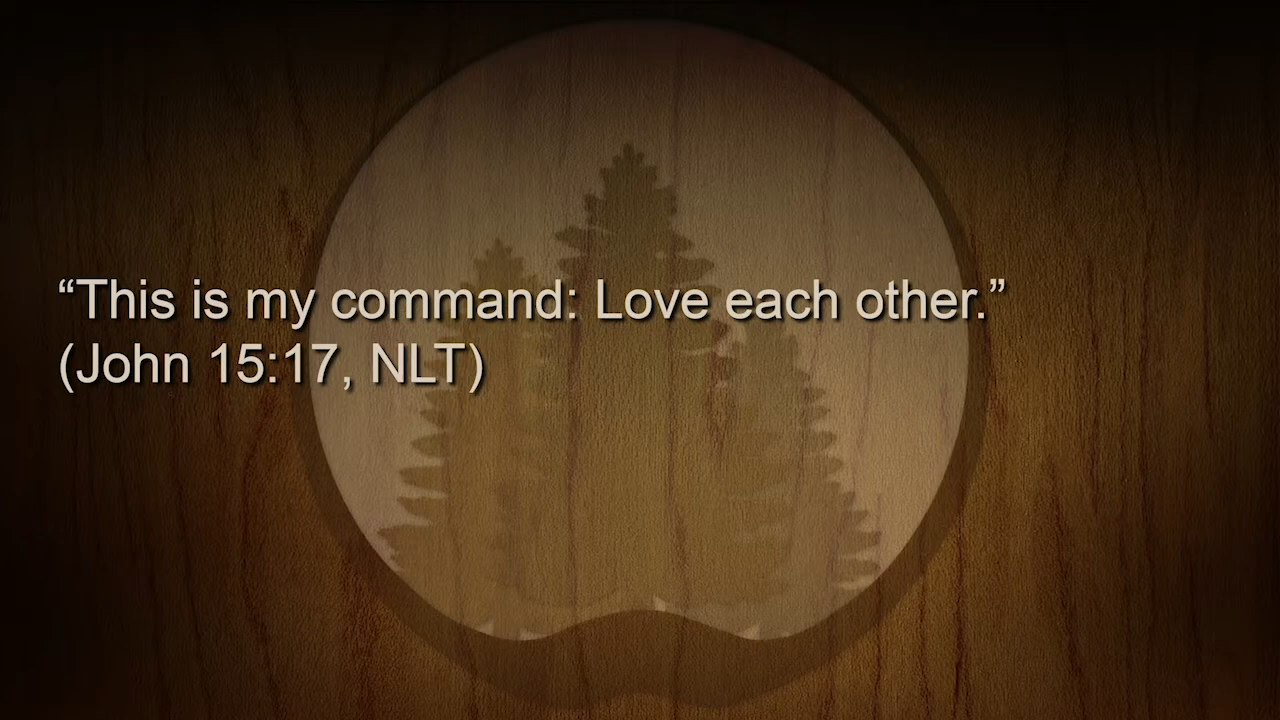 “This is my command: Love each other.”
(John 15:17, NLT)